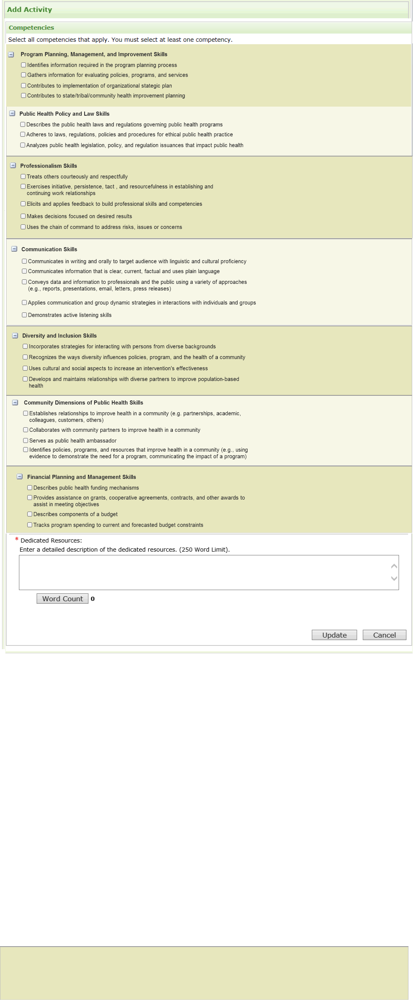 Add Activity
Competencies
Select all competencies that apply. You must select at least one competency.
Program Planning, Management, and Improvement Skills
Identifies information required in the program planning process
Gathers information for evaluating policies, programs, and services
Contributes to implementation of organizational stategic plan
Contributes to state/tribal/community health improvement planning
Public Health Policy and Law Skills
Describes the public health laws and regulations governing public health programs
Adheres to laws, regulations, policies and procedures for ethical public health practice
Analyzes public health legislation, policy, and regulation issuances that impact public health
Professionalism Skills
Treats others courteously and respectfully
Exercises initiative, persistence, tact , and resourcefulness in establishing and
continuing work relationships
Elicits and applies feedback to build professional skills and competencies
Makes decisions focused on desired results
Uses the chain of command to address risks, issues or concerns
Communication Skills
Communicates in writing and orally to target audience with linguistic and cultural proficiency
Communicates information that is clear, current, factual and uses plain language
Conveys data and information to professionals and the public using a variety of approaches
(e.g., reports, presentations, email, letters, press releases)
Applies communication and group dynamic strategies in interactions with individuals and groups
Demonstrates active listening skills
Diversity and Inclusion Skills
Incorporates strategies for interacting with persons from diverse backgrounds
Recognizes the ways diversity influences policies, program, and the health of a community
Uses cultural and social aspects to increase an intervention's effectiveness
Develops and maintains relationships with diverse partners to improve population-based
health
Community Dimensions of Public Health Skills
Establishes relationships to improve health in a community (e.g. partnerships, academic,
colleagues, customers, others)
Collaborates with community partners to improve health in a community
Serves as public health ambassador
Identifies policies, programs, and resources that improve health in a community (e.g., using
evidence to demonstrate the need for a program, communicating the impact of a program)
Financial Planning and Management Skills
Describes public health funding mechanisms
Provides assistance on grants, cooperative agreements, contracts, and other awards to
assist in meeting objectives
Describes components of a budget
Tracks program spending to current and forecasted budget constraints
* Dedicated Resources:
Enter a detailed description of the dedicated resources. (250 Word Limit).
Word Count 0
Update Cancel